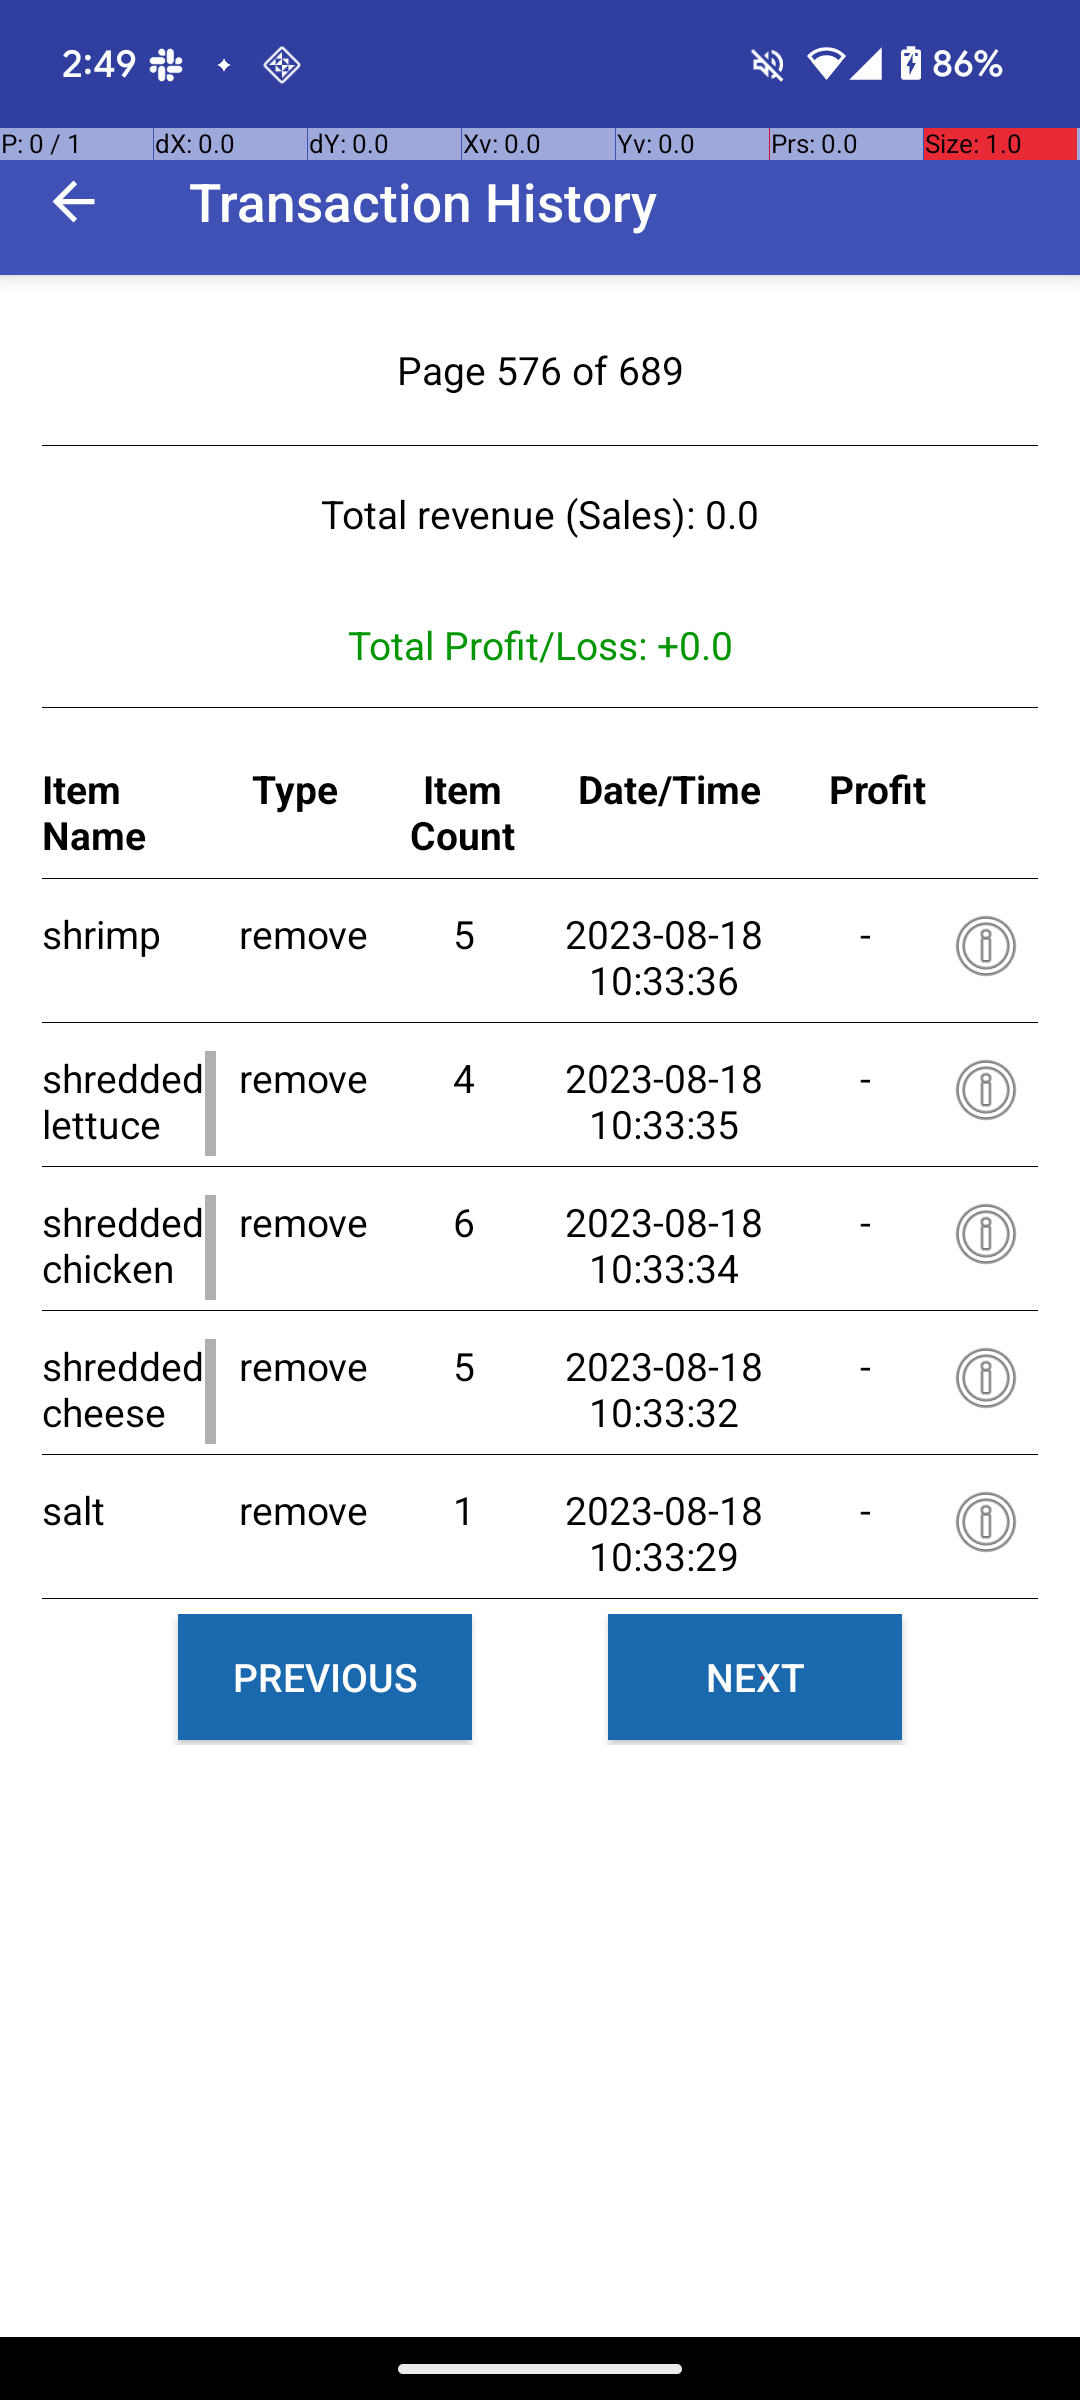 2:49 86%
P: 0 / 1 dX: 0.0 dY: 0.0 Xv: 0.0 Yv: 0.0 Prs: 0.0 Size: 1.0
Transaction History
Page 576 of 689
Total revenue (Sales): 0.0
Total Profit/Loss: +0.0
Item Name Type Item Count Date/Time Profit
shrimp remove 5 2023-08-18 10:33:36 -
shredded lettuce remove 4 2023-08-18 10:33:35 -
shredded chicken remove 6 2023-08-18 10:33:34 -
shredded cheese remove 5 2023-08-18 10:33:32 -
salt remove 1 2023-08-18 10:33:29 -
PREVIOUS NEXT